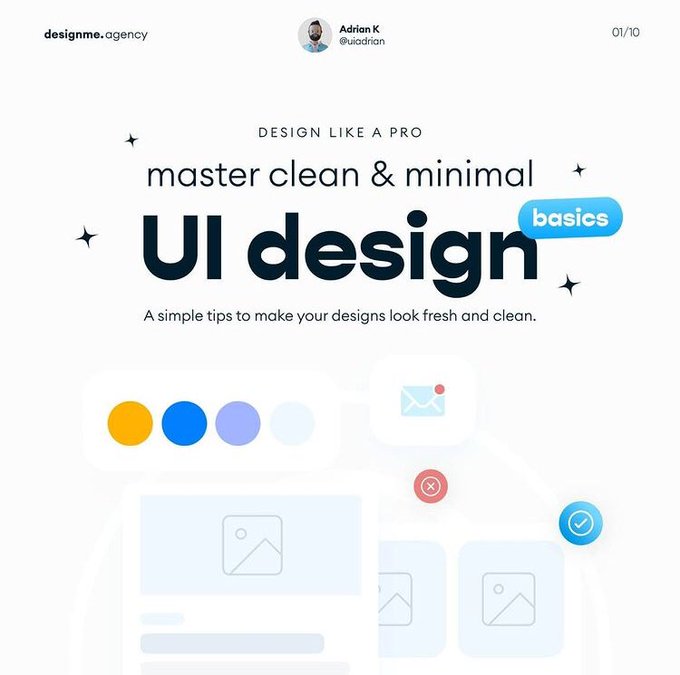 designme.agency
Adrian K
@uiadrian
01/10
DESIGN LIKE A PRO
master clean & minimal
UI design
basics
A simple tips to make your designs look fresh and clean.